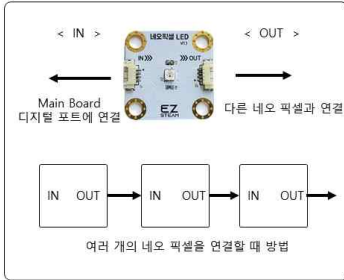 < IN >
네오픽셀 LED
V1.1
< OUT >
IN》》》
》》》OUT
EZ
STEAM
Main Board
디지털 포트에 연결
다른 네오 픽셀과 연결
IN OUT
IN OUT
IN OUT
여러 개의 네오 픽셀을 연결할 때 방법